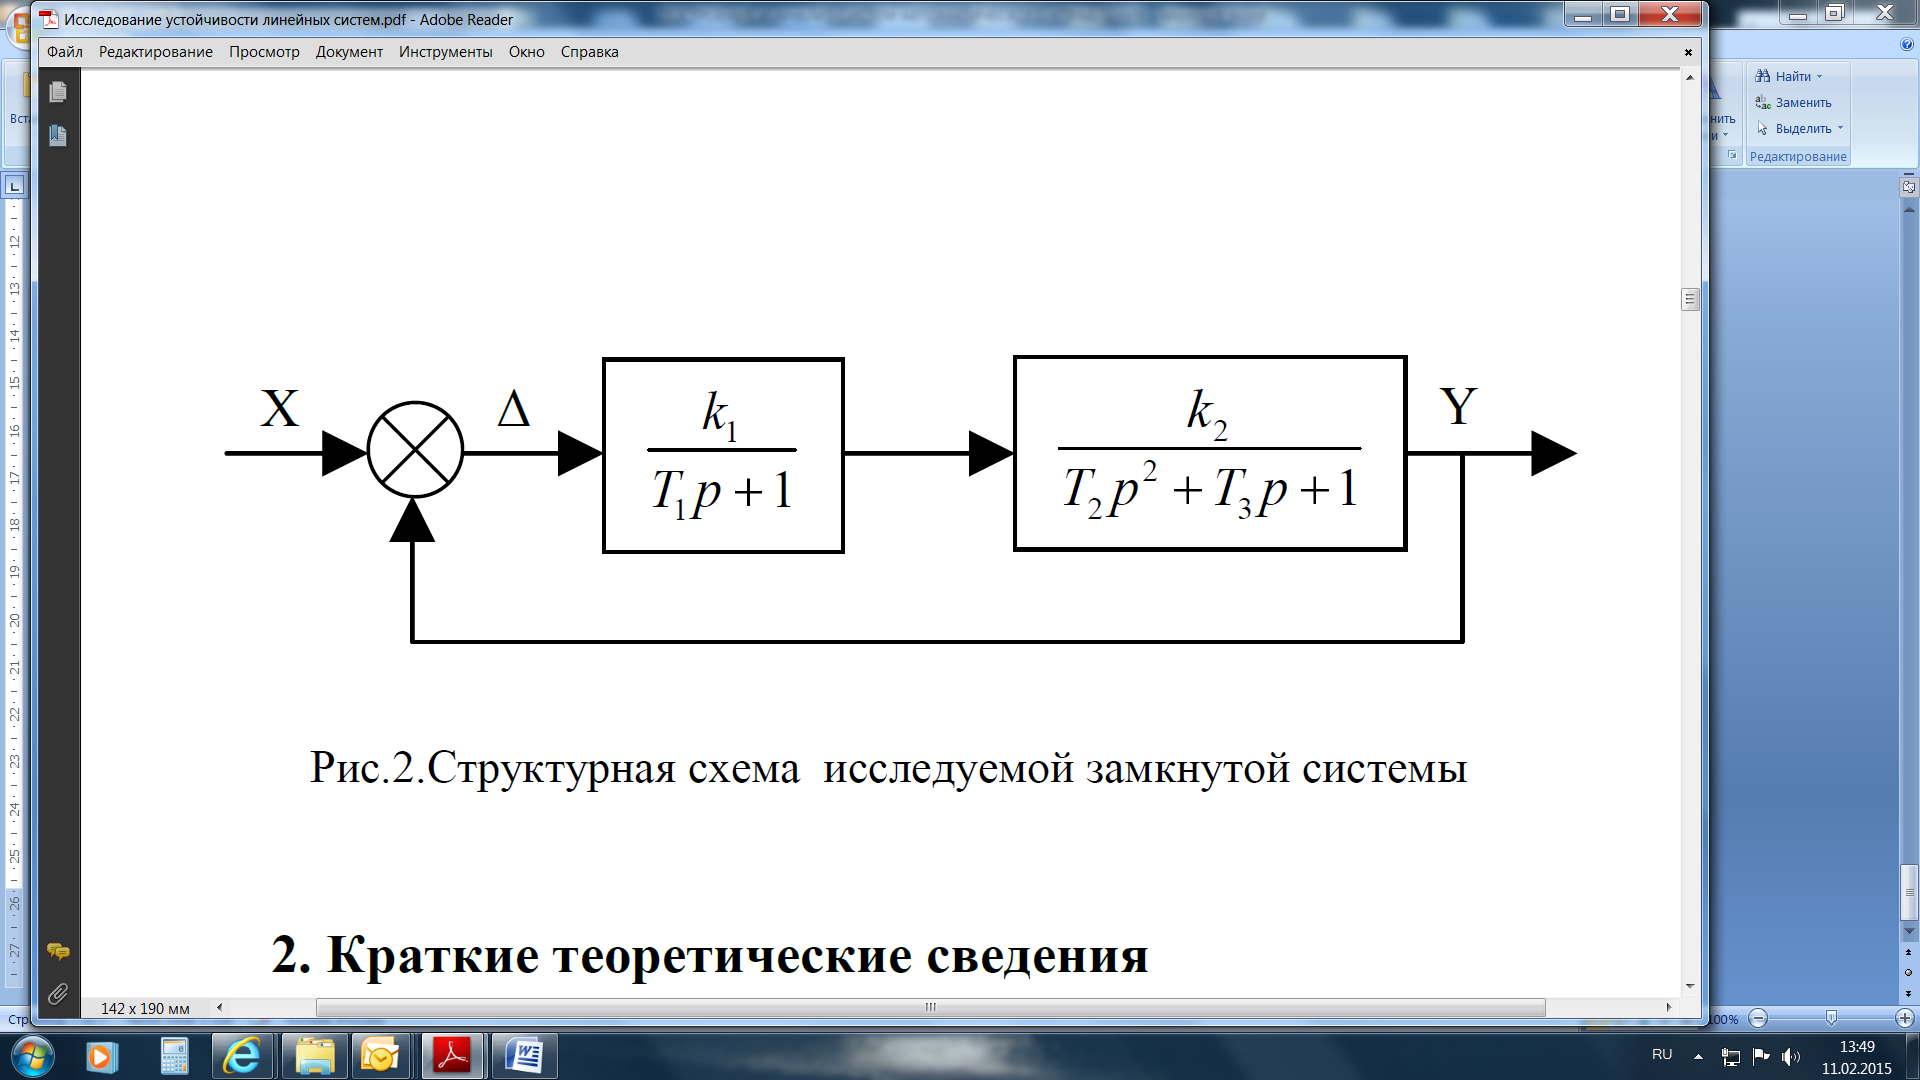 Исследование устойчивости линейных систем.pdf - Adobe Reader
Файл Редактирование Просмотр Документ Инструменты Окно Справка
Найти
Заменить
Выделить
Редактирование
X Δ k₁ / (T₁p + 1) k₂ / (T₂p² + T₃p + 1) Y
Рис.2.Структурная схема исследуемой замкнутой системы
2. Краткие теоретические сведения
142 x 190 мм
100%
RU
13:49
11.02.2015